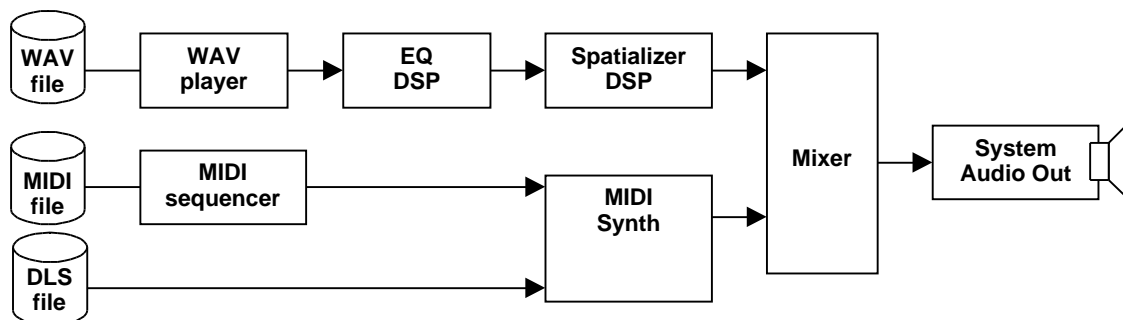 WAV
file
WAV
player
EQ
DSP
Spatializer
DSP
Mixer
System
Audio Out
MIDI
file
MIDI
sequencer
MIDI
Synth
DLS
file